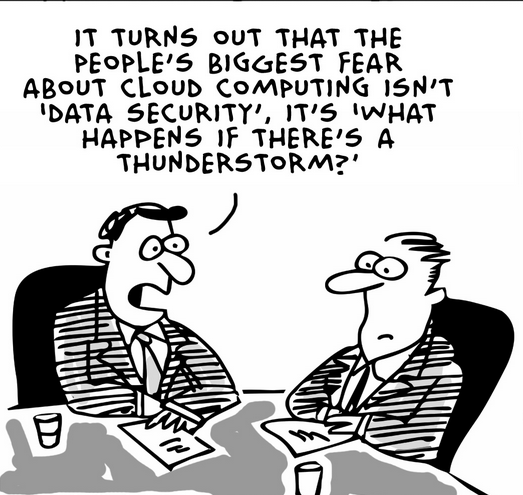 IT TURNS OUT THAT THE
PEOPLE'S BIGGEST FEAR
ABOUT CLOUD COMPUTING ISN'T
'DATA SECURITY', IT'S 'WHAT
HAPPENS IF THERE'S A
THUNDERSTORM?'